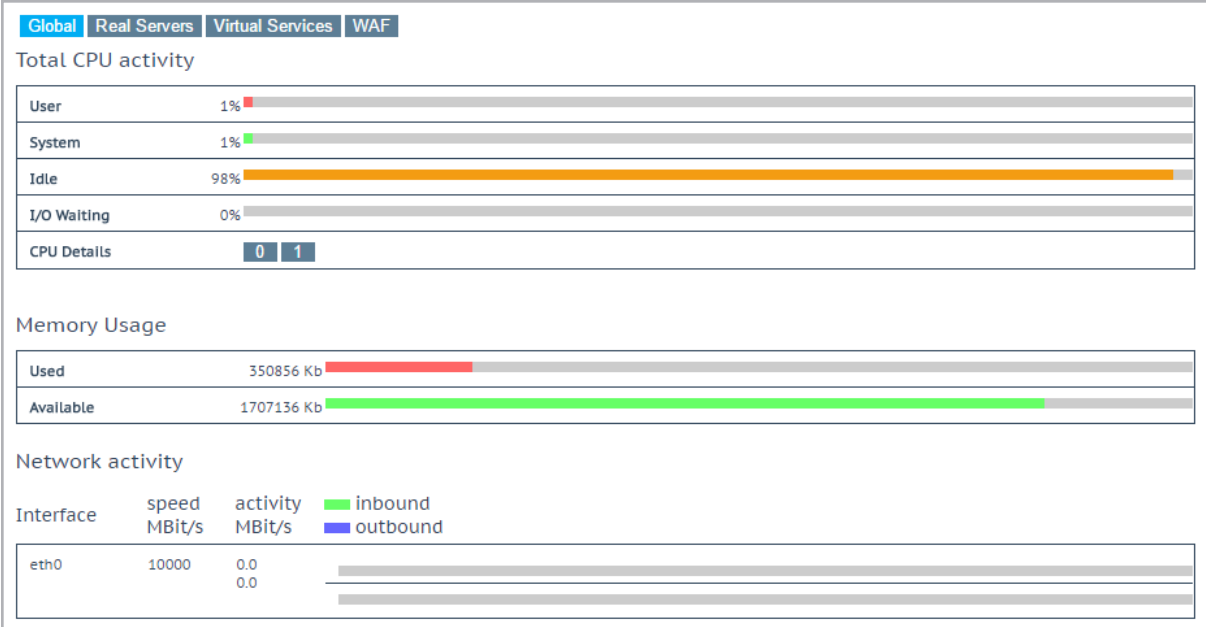 Global Real Servers Virtual Services WAF
Total CPU activity
User 1%
System 1%
Idle 98%
I/O Waiting 0%
CPU Details 0 1
Memory Usage
Used 350856 Kb
Available 1707136 Kb
Network activity
Interface speed MBit/s activity MBit/s inbound outbound
eth0 10000 0.0
0.0